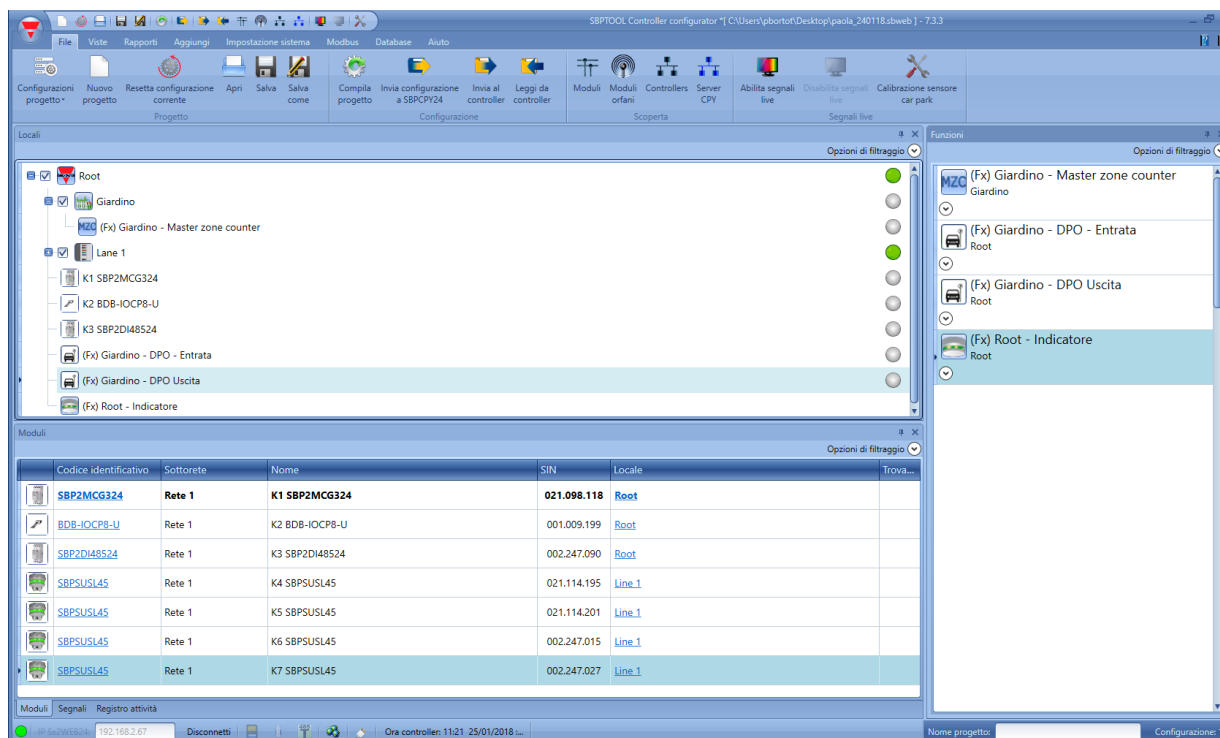 SBPTOOL Controller configurator *[ C\Users\pbortot\Desktop\paola_240118.sbweb ] - 7.3.3
File Viste Rapporti Aggiungi Impostazione sistema Modbus Database Aiuto
Configurazioni progetto Nuovo progetto Resetta configurazione corrente Apri Salva Salva come Compila progetto Invia configurazione a SBPCPY24 Invia al controller Leggi da controller Moduli Moduli orfani Controllers Server CPY Abilita segnali live Disabilita segnali live Calibrazione sensore car park
Progetto Configurazione Scoperta Segnali live
Locali
Opzioni di filtraggio
Root
Giardino
MZC (Fx) Giardino - Master zone counter
Lane 1
K1 SBP2MCG324
K2 BDB-IOCP8-U
K3 SBP2DI48524
(Fx) Giardino - DPO - Entrata
(Fx) Giardino - DPO Uscita
(Fx) Root - Indicatore
Funzioni
Opzioni di filtraggio
MZC (Fx) Giardino - Master zone counter
Giardino
(Fx) Giardino - DPO - Entrata
Root
(Fx) Giardino - DPO Uscita
Root
(Fx) Root - Indicatore
Root
Moduli
Opzioni di filtraggio
Codice identificativo Sottorete Nome SIN Locale Trova...
SBP2MCG324 Rete 1 K1 SBP2MCG324 021.098.118 Root
BDB-IOCP8-U Rete 1 K2 BDB-IOCP8-U 001.009.199 Root
SBP2DI48524 Rete 1 K3 SBP2DI48524 002.247.090 Root
SBPSUSL45 Rete 1 K4 SBPSUSL45 021.114.195 Line 1
SBPSUSL45 Rete 1 K5 SBPSUSL45 021.114.201 Line 1
SBPSUSL45 Rete 1 K6 SBPSUSL45 002.247.015 Line 1
SBPSUSL45 Rete 1 K7 SBPSUSL45 002.247.027 Line 1
Moduli Segnali Registro attività
IP Sx2WEB24: 192.168.2.67 Disconnetti Ora controller: 11:21 25/01/2018 :...
Nome progetto: Configurazione: